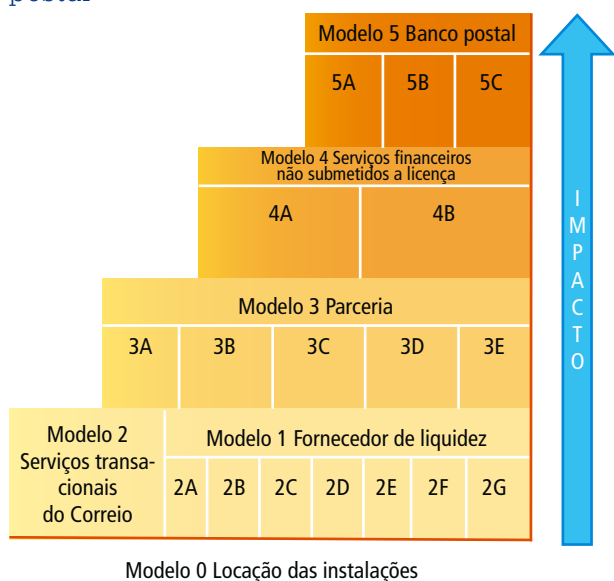 postal
Modelo 5 Banco postal
5A 5B 5C
Modelo 4 Serviços financeiros
não submetidos a licença
4A 4B
Modelo 3 Parceria
3A 3B 3C 3D 3E
Modelo 2
Serviços transa-
cionais
do Correio
Modelo 1 Fornecedor de liquidez
2A 2B 2C 2D 2E 2F 2G
Modelo 0 Locação das instalações
I
M
P
A
C
T
O